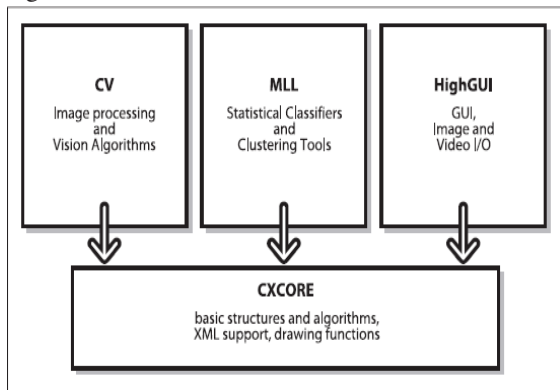 CV
Image processing
and
Vision Algorithms
MLL
Statistical Classifiers
and
Clustering Tools
HighGUI
GUI,
Image and
Video I/O
CXCORE
basic structures and algorithms,
XML support, drawing functions